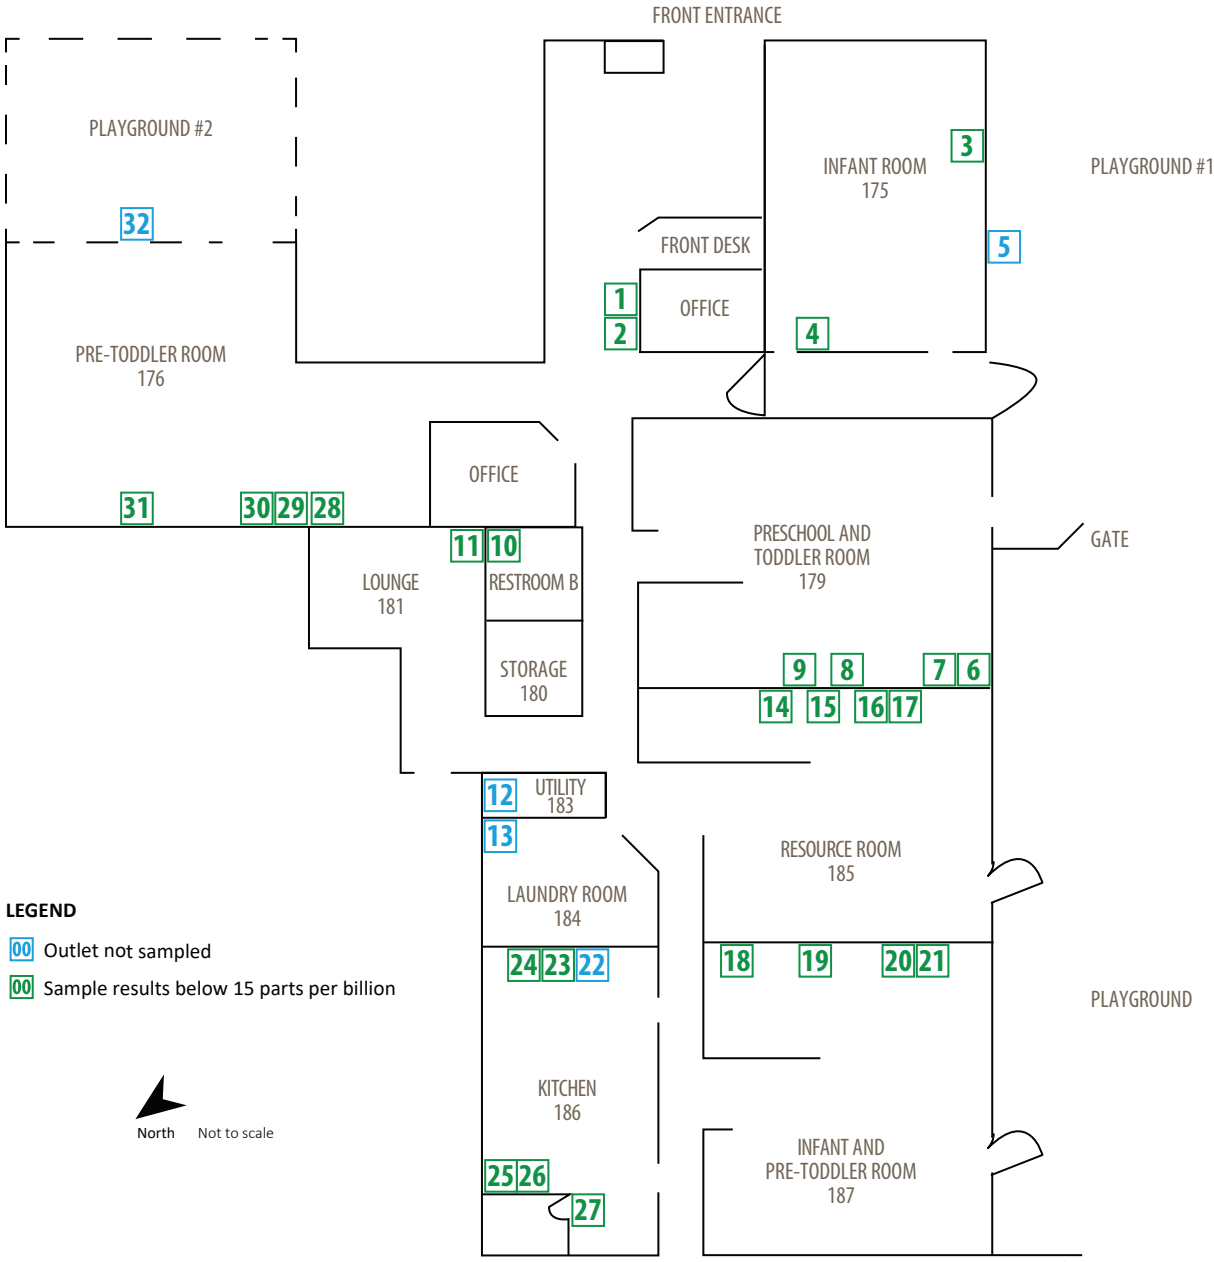 FRONT ENTRANCE
PLAYGROUND #2
3
INFANT ROOM
175
PLAYGROUND #1
32
FRONT DESK
5
1
OFFICE
2
4
PRE-TODDLER ROOM
176
OFFICE
31
30
29
28
11
10
PRESCHOOL AND
TODDLER ROOM
179
GATE
LOUNGE
181
RESTROOM B
STORAGE
180
9
8
7
6
14
15
16
17
12
UTILITY
183
13
RESOURCE ROOM
185
LAUNDRY ROOM
184
LEGEND
00 Outlet not sampled
00 Sample results below 15 parts per billion
24
23
22
18
19
20
21
PLAYGROUND
KITCHEN
186
North
Not to scale
INFANT AND
PRE-TODDLER ROOM
187
25
26
27